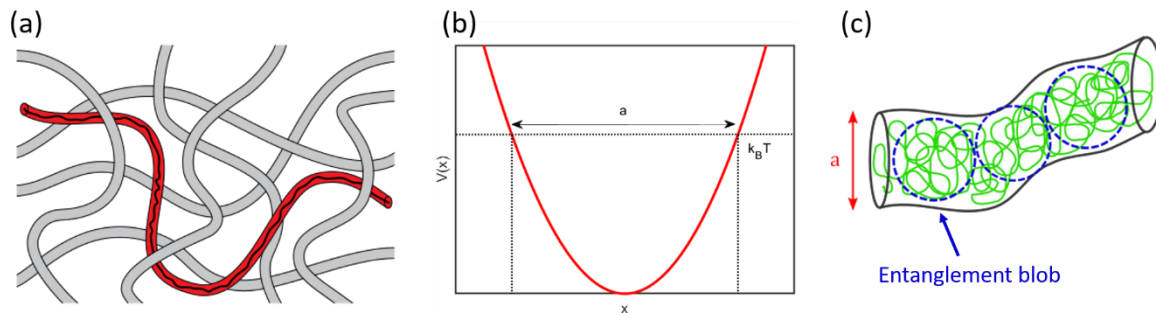 (a)
(b)
(c)
a
k_BT
V(x)
x
a
Entanglement blob